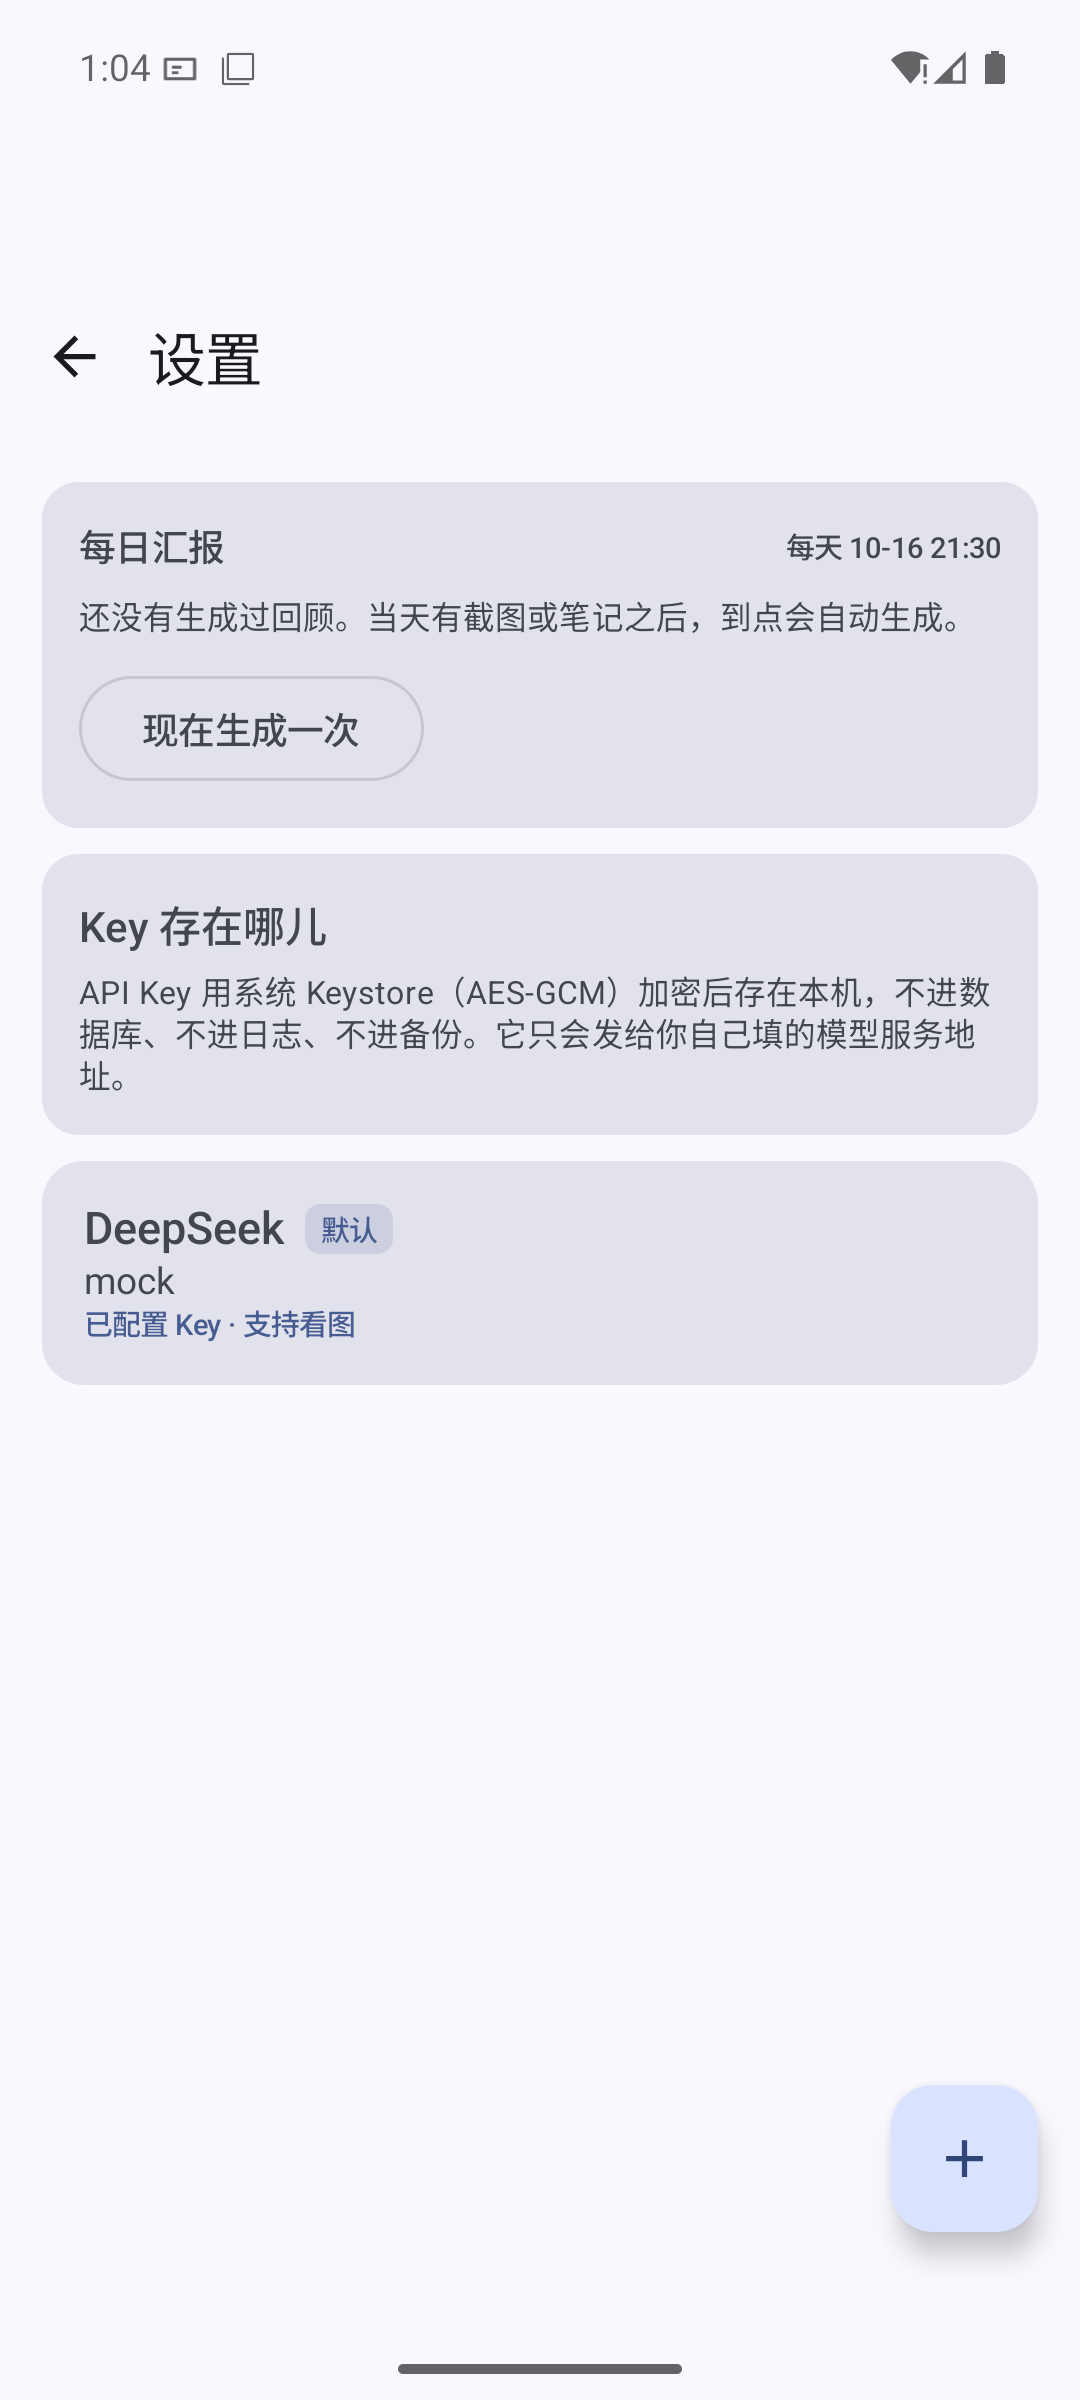 1:04
设置
每日汇报
每天 10-16 21:30
还没有生成过回顾。当天有截图或笔记之后，到点会自动生成。
现在生成一次
Key 存在哪儿
API Key 用系统 Keystore（AES-GCM）加密后存在本机，不进数
据库、不进日志、不进备份。它只会发给你自己填的模型服务地
址。
DeepSeek 默认
mock
已配置 Key · 支持看图